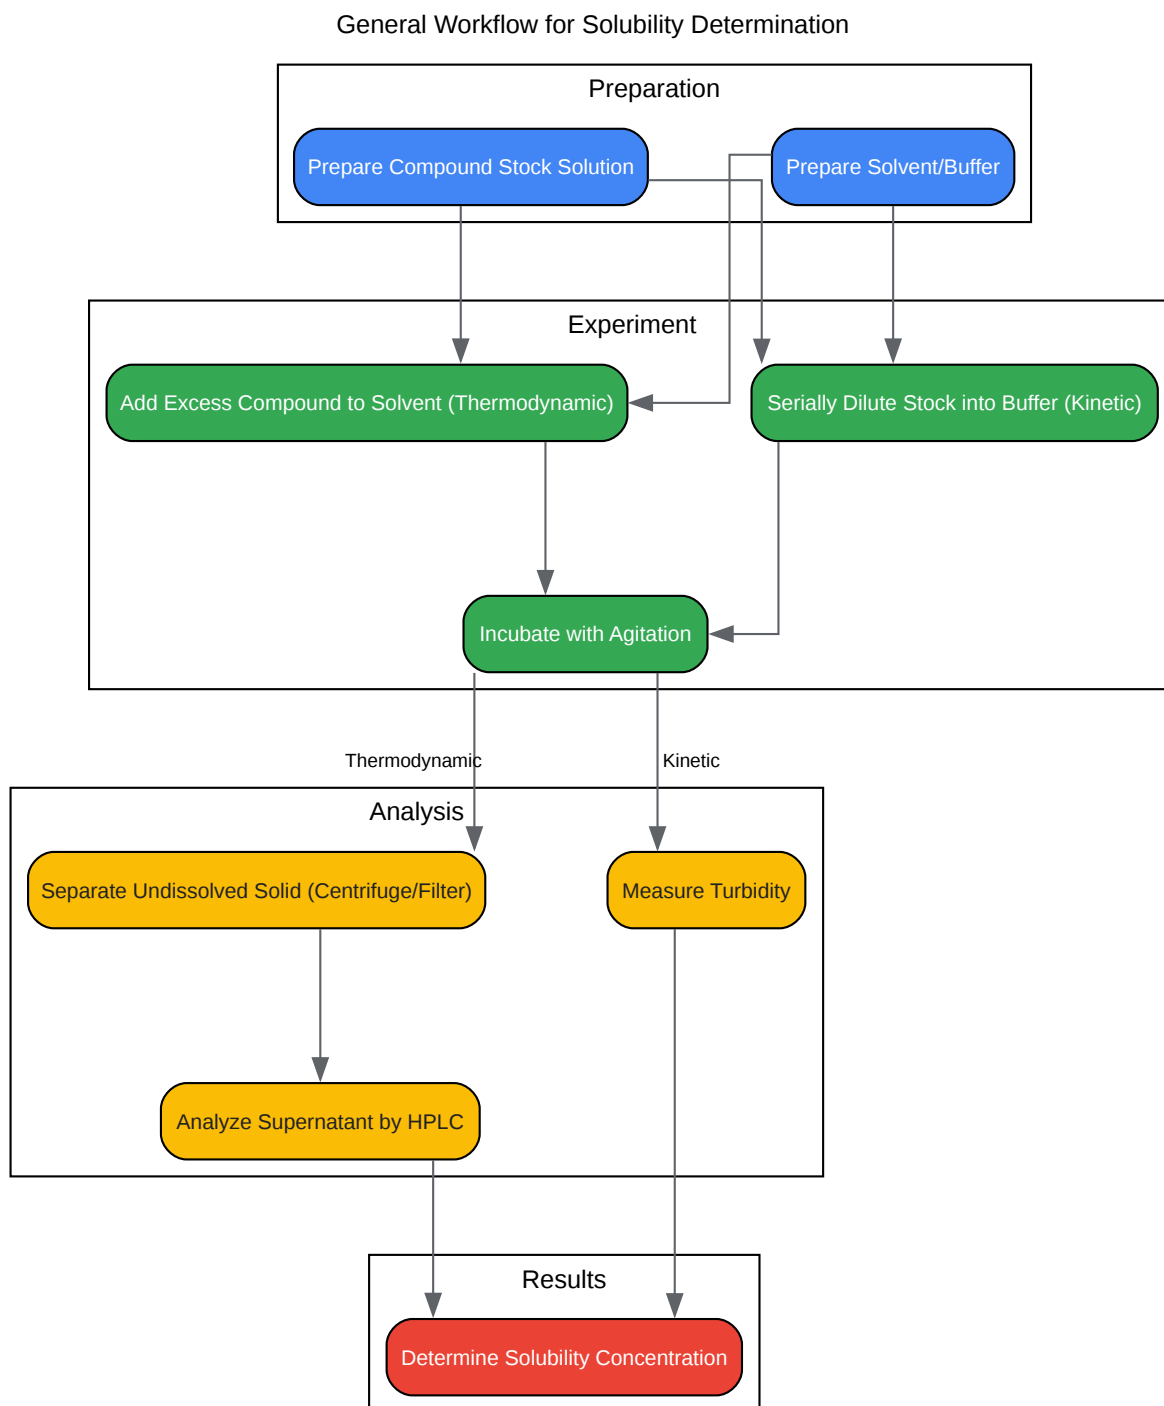 General Workflow for Solubility Determination
Preparation
Prepare Compound Stock Solution
Prepare Solvent/Buffer
Experiment
Add Excess Compound to Solvent (Thermodynamic)
Serially Dilute Stock into Buffer (Kinetic)
Incubate with Agitation
Thermodynamic
Kinetic
Analysis
Separate Undissolved Solid (Centrifuge/Filter)
Measure Turbidity
Analyze Supernatant by HPLC
Results
Determine Solubility Concentration